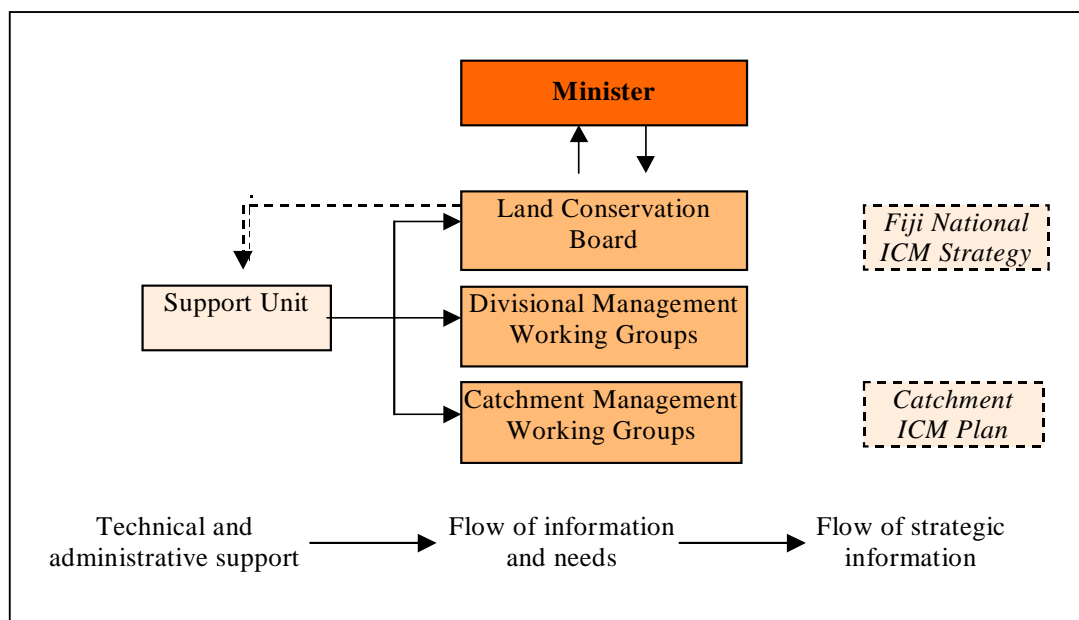 Minister
Land Conservation
Board
Fiji National
ICM Strategy
Support Unit
Divisional Management
Working Groups
Catchment Management
Working Groups
Catchment
ICM Plan
Technical and
administrative support
Flow of information
and needs
Flow of strategic
information